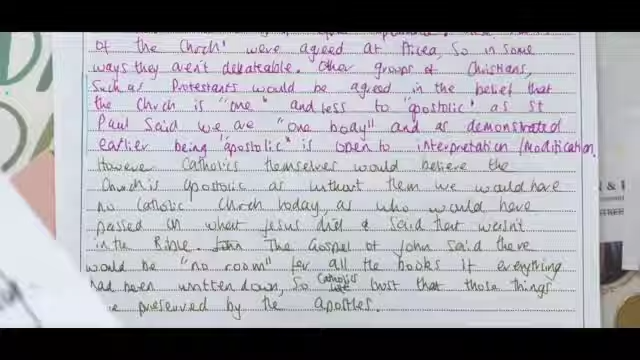 of the Chrch' were agreed at Nicea, So in some
ways they aren't debateable. Other groups of Christians,
Such as Protestants would be agreed in the belief that
the Chrvch is "one" and less to "apostolic" as St
Paul Said we are "one body" and as demonstrated
earlier being "apostolic" is open to interpretation /modification.
However Catholics themselves would believe the
Church is apostolic as without them we would have
no Catholic Church today, as who would have
passed on what Jesus did & said that wasn't
in the Bible. The Gospel of John said there
would be "no room" for all the books if everything
had been written down, so Catholics trust that those things
preserved by the apostles.